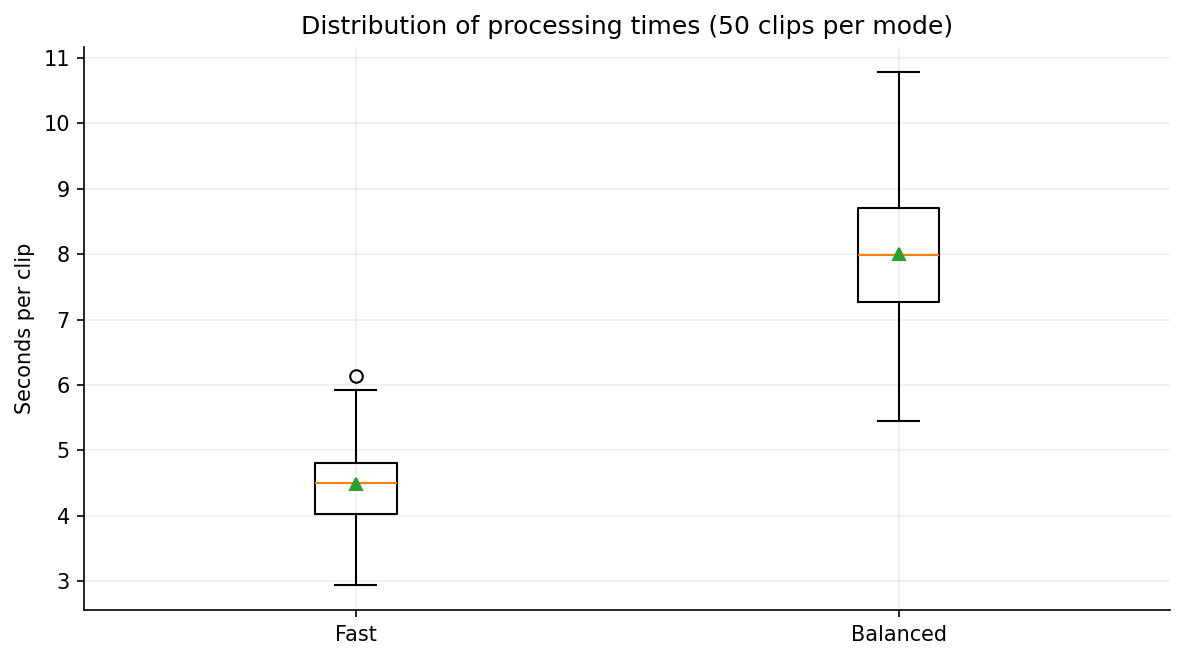 Distribution of processing times (50 clips per mode)
Seconds per clip
11
10
9
8
7
6
5
4
3
Fast
Balanced